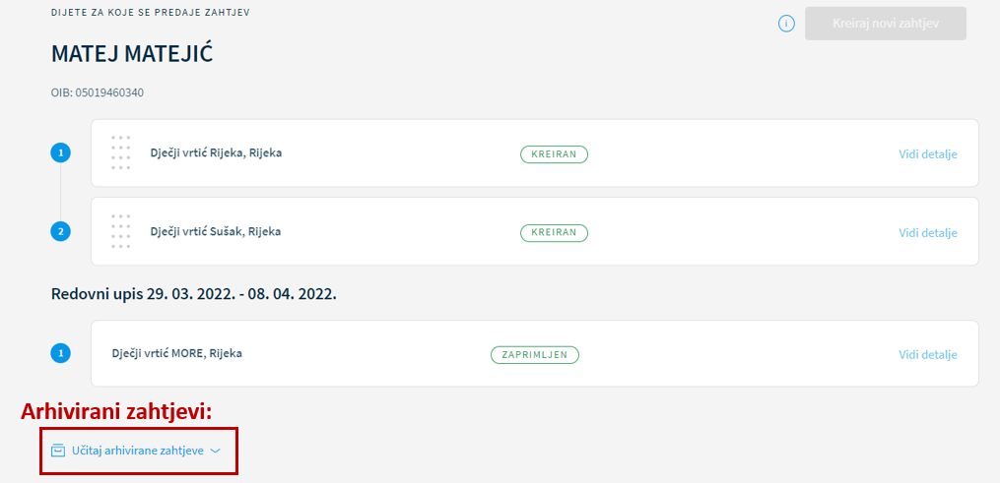 DIJETE ZA KOJE SE PREDAJE ZAHTJEV
i Kreiraj novi zahtjev
MATEJ MATEJIĆ
OIB: 05019460340
1 Dječji vrtić Rijeka, Rijeka KREIRAN Vidi detalje
2 Dječji vrtić Sušak, Rijeka KREIRAN Vidi detalje
Redovni upis 29. 03. 2022. - 08. 04. 2022.
1 Dječji vrtić MORE, Rijeka ZAPRIMLJEN Vidi detalje
Arhivirani zahtjevi:
Učitaj arhivirane zahtjeve